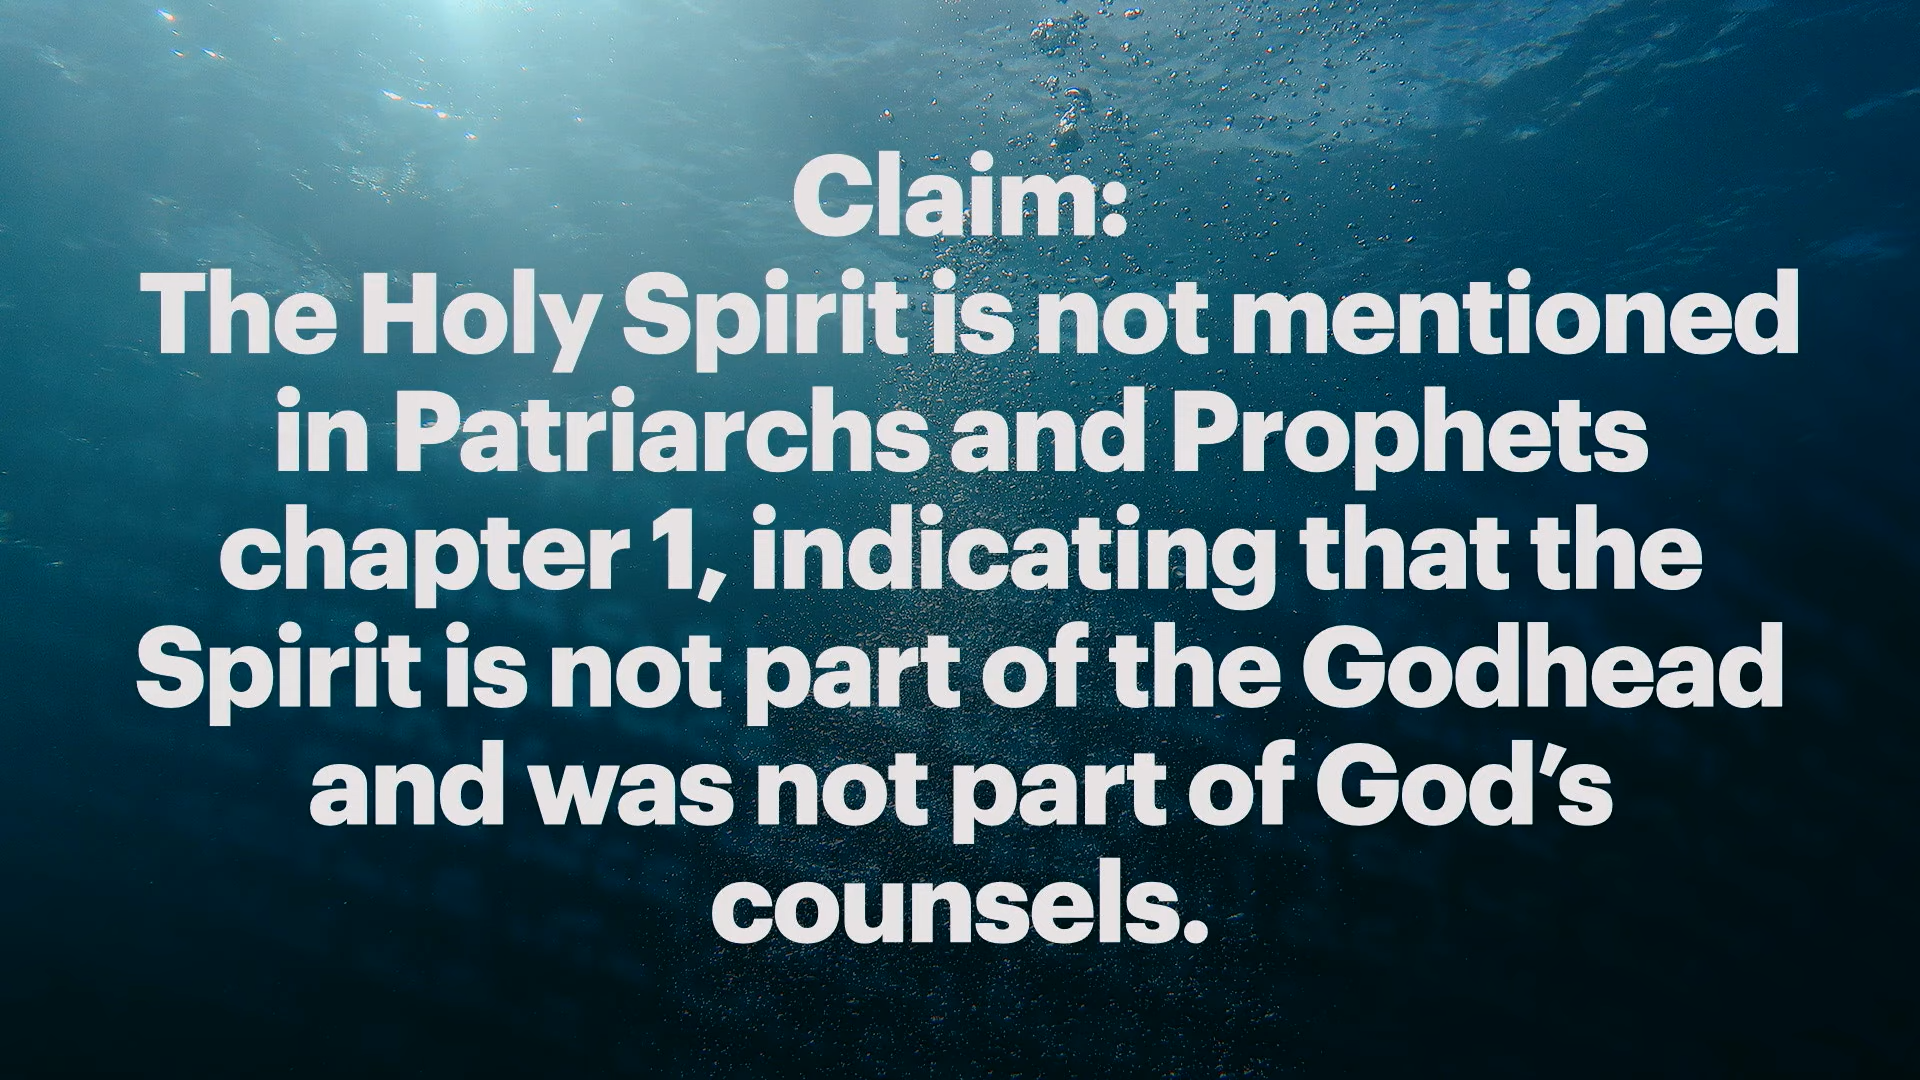 Claim:
The Holy Spirit is not mentioned
in Patriarchs and Prophets
chapter 1, indicating that the
Spirit is not part of the Godhead
and was not part of God’s
counsels.